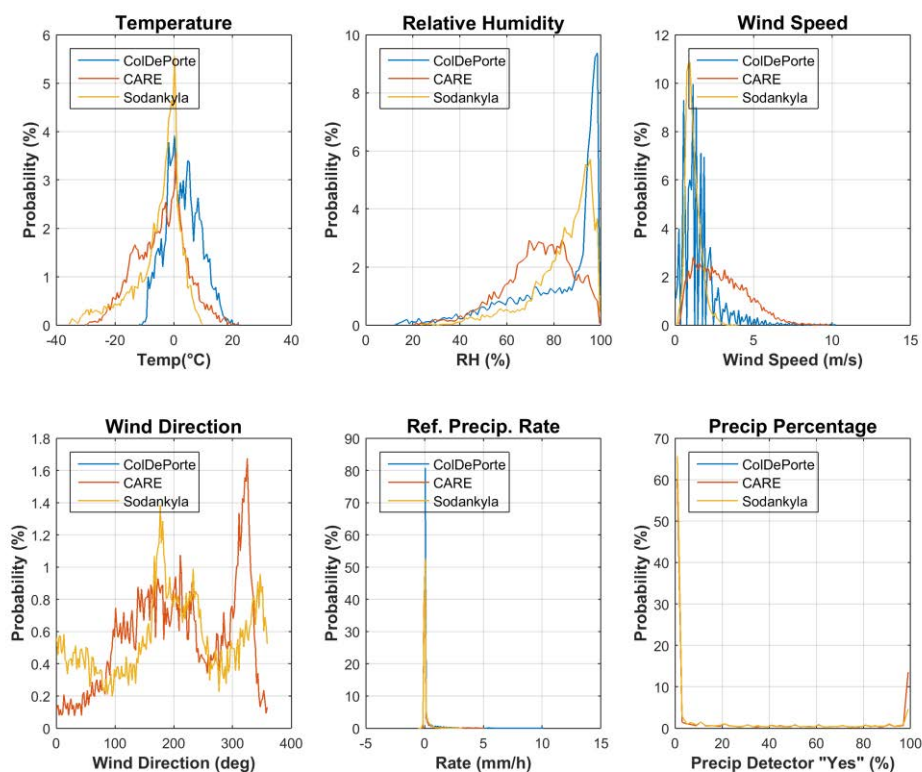 Temperature
6
5
4
3
2
1
0
-40
-20
0
20
40
Probability (%)
Temp(°C)
ColDePorte
CARE
Sodankyla
Relative Humidity
10
8
6
4
2
0
0
20
40
60
80
100
Probability (%)
RH (%)
ColDePorte
CARE
Sodankyla
Wind Speed
12
10
8
6
4
2
0
0
5
10
15
Probability (%)
Wind Speed (m/s)
ColDePorte
CARE
Sodankyla
Wind Direction
1.8
1.6
1.4
1.2
1
0.8
0.6
0.4
0.2
0
0
100
200
300
400
Probability (%)
Wind Direction (deg)
ColDePorte
CARE
Sodankyla
Ref. Precip. Rate
90
80
70
60
50
40
30
20
10
0
-5
0
5
10
15
Probability (%)
Rate (mm/h)
ColDePorte
CARE
Sodankyla
Precip Percentage
70
60
50
40
30
20
10
0
0
20
40
60
80
100
Probability (%)
Precip Detector "Yes" (%)
ColDePorte
CARE
Sodankyla